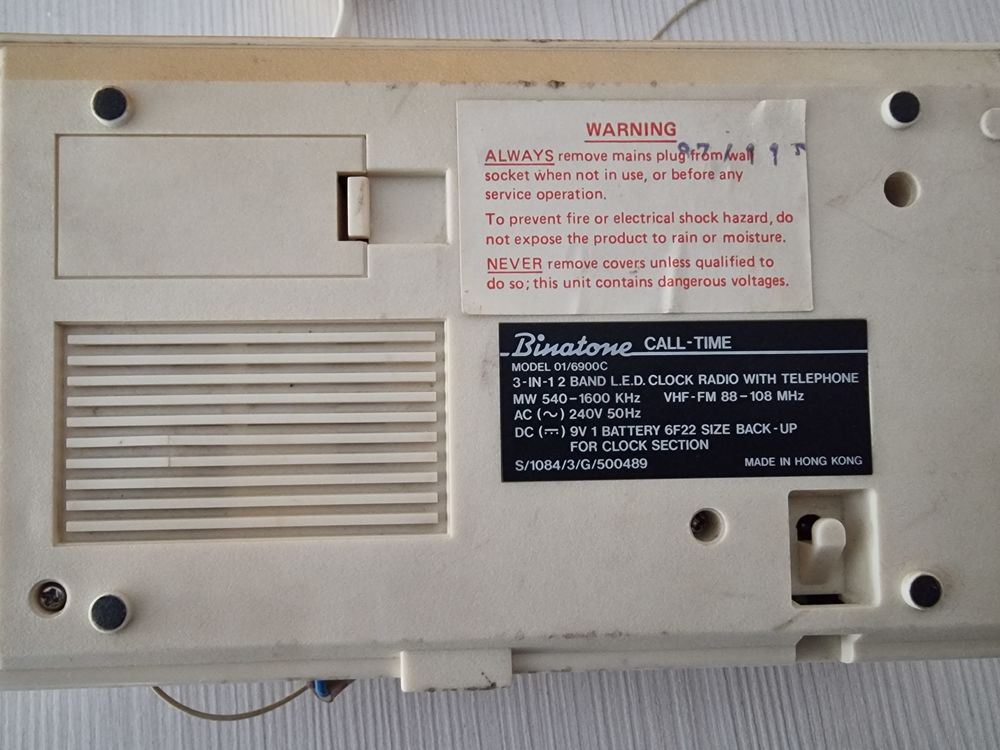 WARNING
ALWAYS remove mains plug from wall
socket when not in use, or before any
service operation.
To prevent fire or electrical shock hazard, do
not expose the product to rain or moisture.
NEVER remove covers unless qualified to
do so; this unit contains dangerous voltages.
Binatone CALL-TIME
MODEL 01/6900C
3-IN-1 2 BAND L.E.D. CLOCK RADIO WITH TELEPHONE
MW 540-1600 KHz VHF-FM 88-108 MHz
AC (~) 240V 50Hz
DC (⎓) 9V 1 BATTERY 6F22 SIZE BACK-UP
FOR CLOCK SECTION
S/1084/3/G/500489 MADE IN HONG KONG